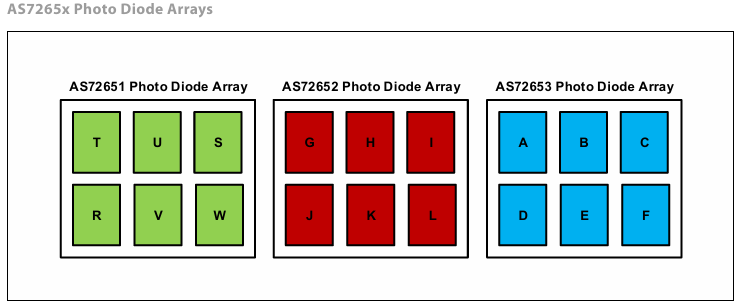 AS7265x Photo Diode Arrays
AS72651 Photo Diode Array AS72652 Photo Diode Array AS72653 Photo Diode Array
T U S G H I A B C
R V W J K L D E F